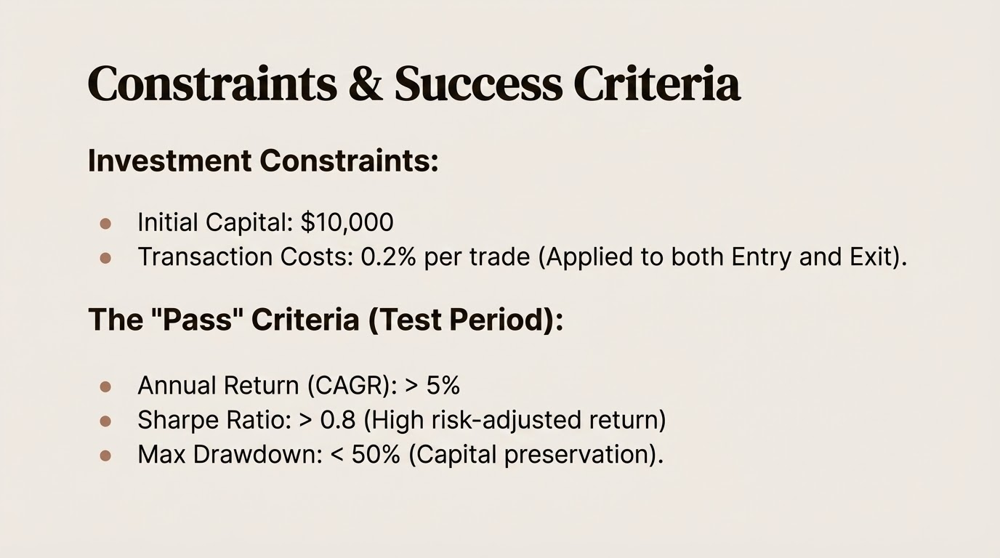 Constraints & Success Criteria
Investment Constraints:
Initial Capital: $10,000
Transaction Costs: 0.2% per trade (Applied to both Entry and Exit).
The "Pass" Criteria (Test Period):
Annual Return (CAGR): > 5%
Sharpe Ratio: > 0.8 (High risk-adjusted return)
Max Drawdown: < 50% (Capital preservation).